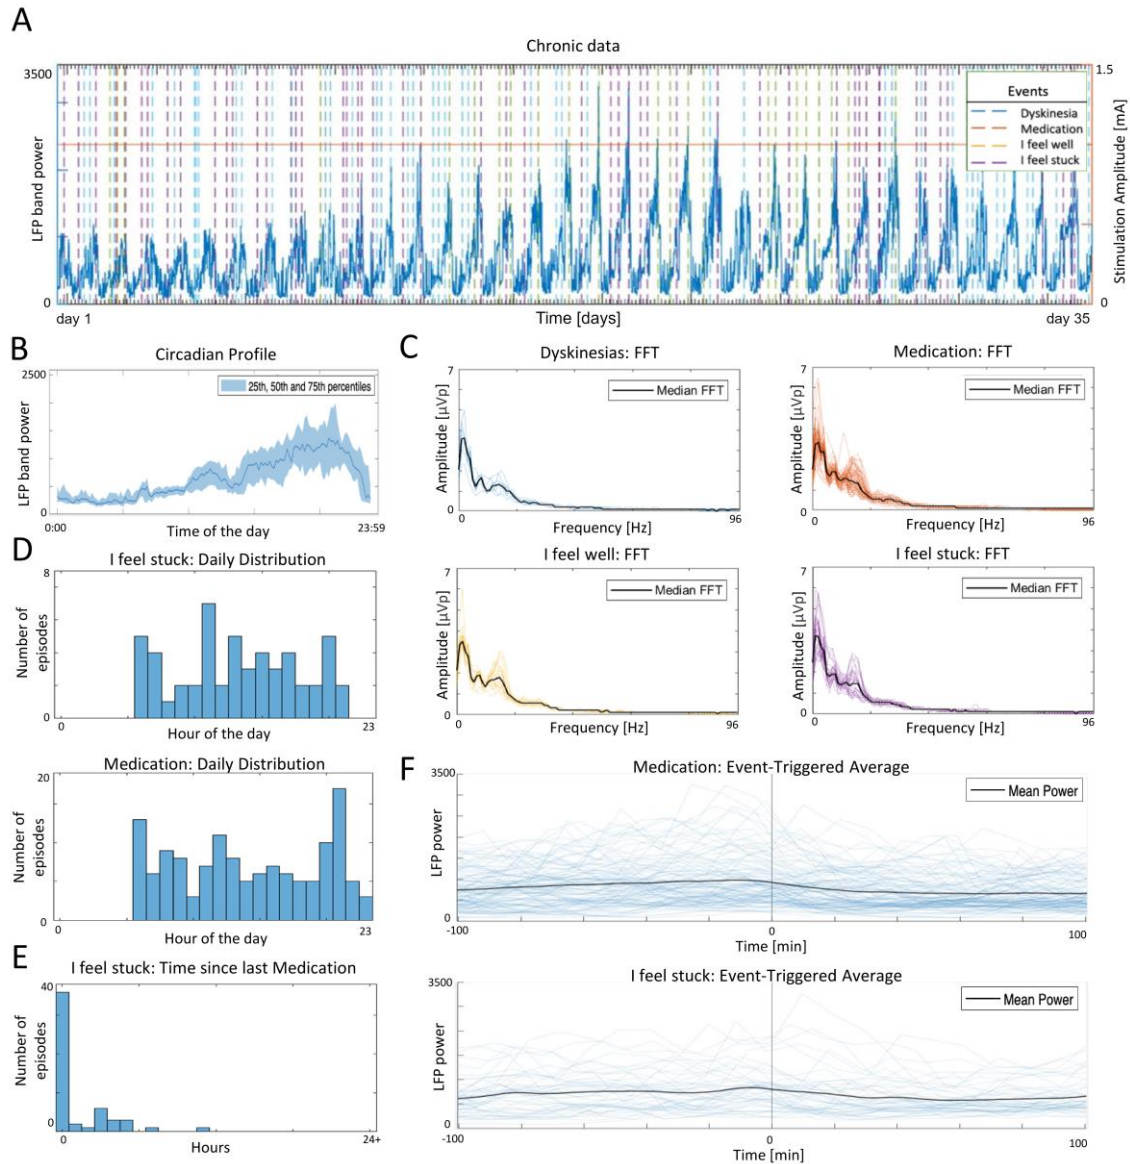 A
Chronic data
3500
LFP band power
0
1.5
Stimulation Amplitude [mA]
0
Events
Dyskinesia
Medication
I feel well
I feel stuck
day 1
Time [days]
day 35
B
Circadian Profile
2500
25th, 50th and 75th percentiles
LFP band power
0
0:00
Time of the day
23:59
C
Dyskinesias: FFT
7
Median FFT
Amplitude [µVp]
0
0
Frequency [Hz]
96
Medication: FFT
7
Median FFT
Amplitude [µVp]
0
0
Frequency [Hz]
96
I feel well: FFT
7
Median FFT
Amplitude [µVp]
0
0
Frequency [Hz]
96
I feel stuck: FFT
7
Median FFT
Amplitude [µVp]
0
0
Frequency [Hz]
96
D
I feel stuck: Daily Distribution
8
Number of
episodes
0
0
Hour of the day
23
Medication: Daily Distribution
20
Number of
episodes
0
0
Hour of the day
23
E
I feel stuck: Time since last Medication
40
Number of
episodes
0
0
Hours
24+
F
Medication: Event-Triggered Average
3500
Mean Power
LFP power
0
-100
0
100
Time [min]
I feel stuck: Event-Triggered Average
3500
Mean Power
LFP power
0
-100
0
100
Time [min]